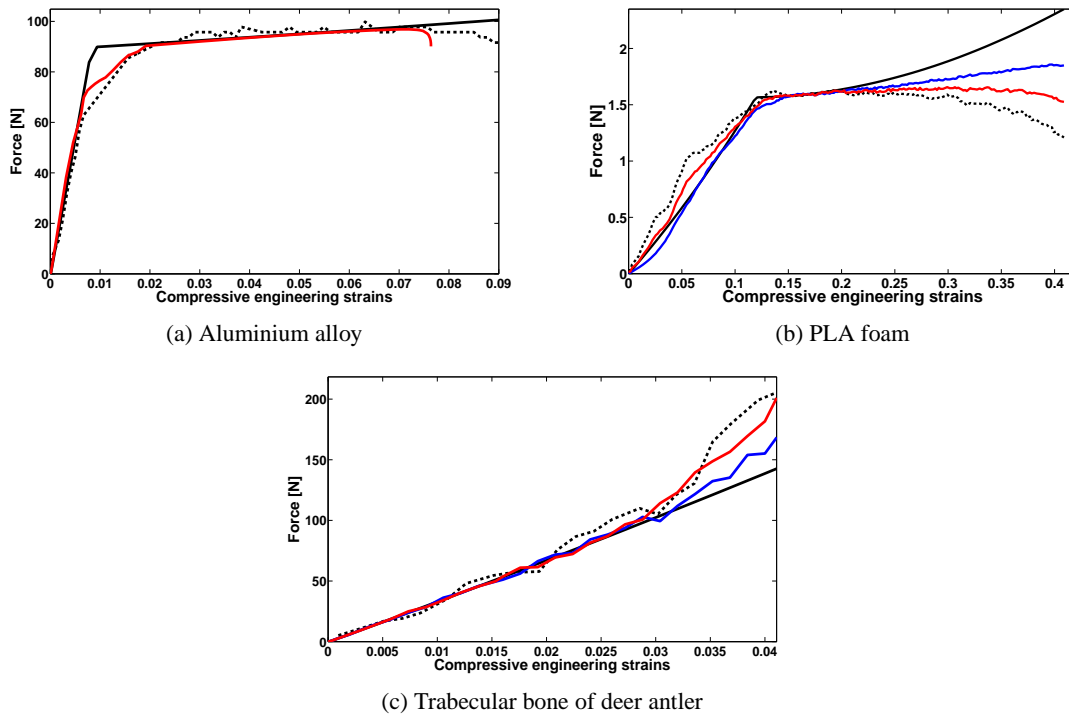 100
80
60
40
20
0
Force [N]
0 0.01 0.02 0.03 0.04 0.05 0.06 0.07 0.08 0.09
Compressive engineering strains
(a) Aluminium alloy
2
1.5
1
0.5
0
Force [N]
0 0.05 0.1 0.15 0.2 0.25 0.3 0.35 0.4
Compressive engineering strains
(b) PLA foam
200
150
100
50
0
Force [N]
0 0.005 0.01 0.015 0.02 0.025 0.03 0.035 0.04
Compressive engineering strains
(c) Trabecular bone of deer antler